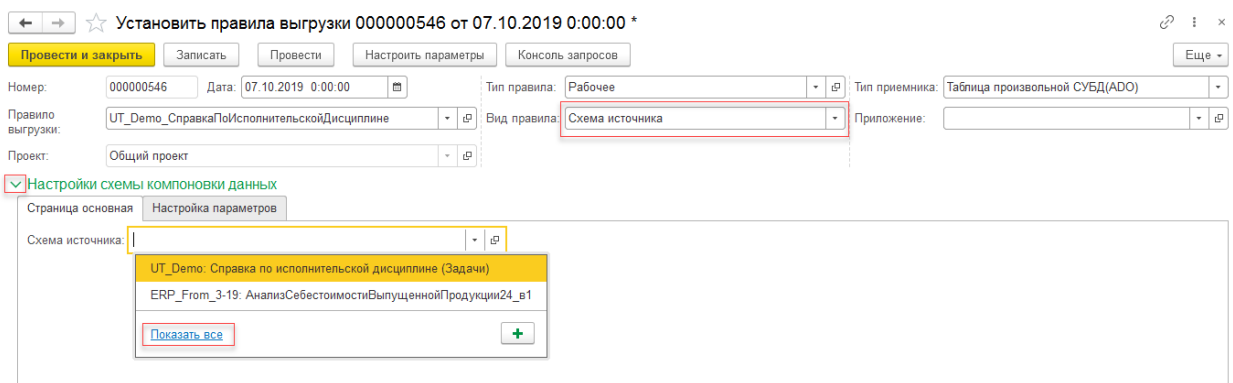 Установить правила выгрузки 000000546 от 07.10.2019 0:00:00 *
Провести и закрыть Записать Провести Настроить параметры Консоль запросов Еще
Номер: 000000546 Дата: 07.10.2019 0:00:00 Тип правила: Рабочее Тип приемника: Таблица произвольной СУБД(ADO)
Правило выгрузки: UT_Demo_СправкаПоИсполнительскойДисциплине Вид правила: Схема источника Приложение:
Проект: Общий проект
Настройки схемы компоновки данных
Страница основная Настройка параметров
Схема источника:
UT_Demo: Справка по исполнительской дисциплине (Задачи)
ERP_From_3-19: АнализСебестоимостиВыпущеннойПродукции24_в1
Показать все